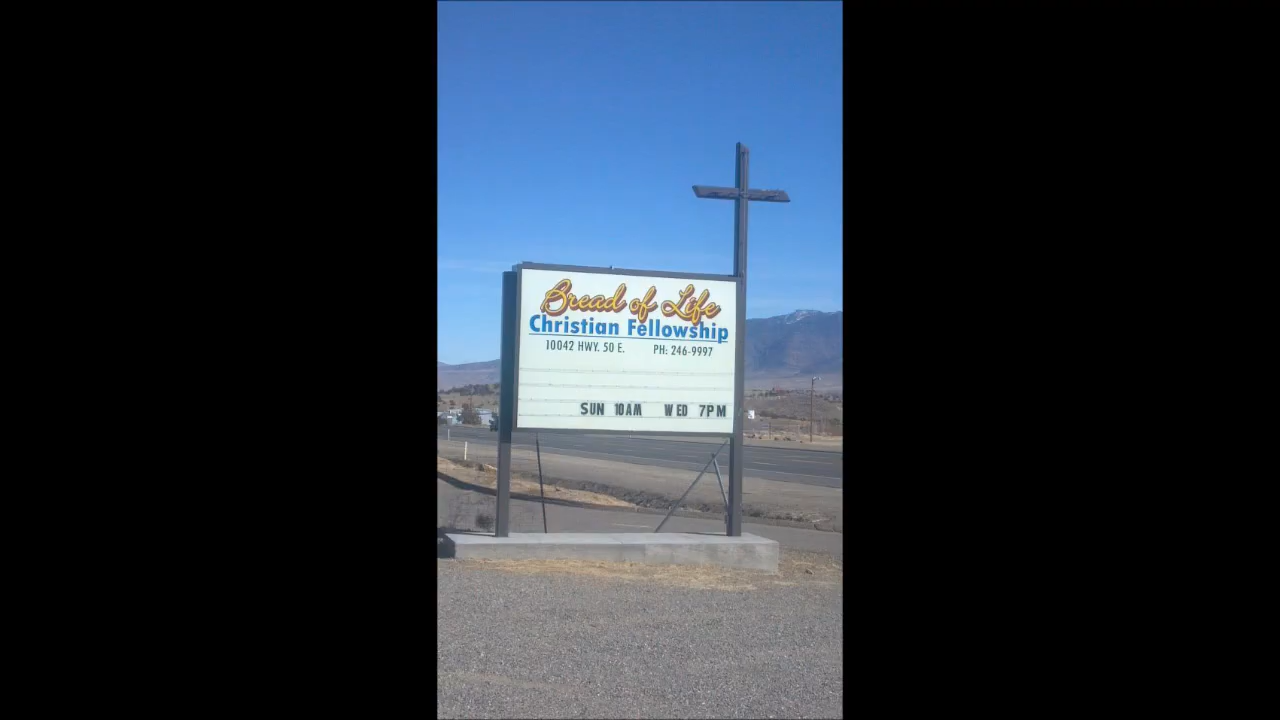 Bread of Life
Christian Fellowship
10042 HWY. 50 E. PH: 246-9997
SUN 10AM WED 7PM